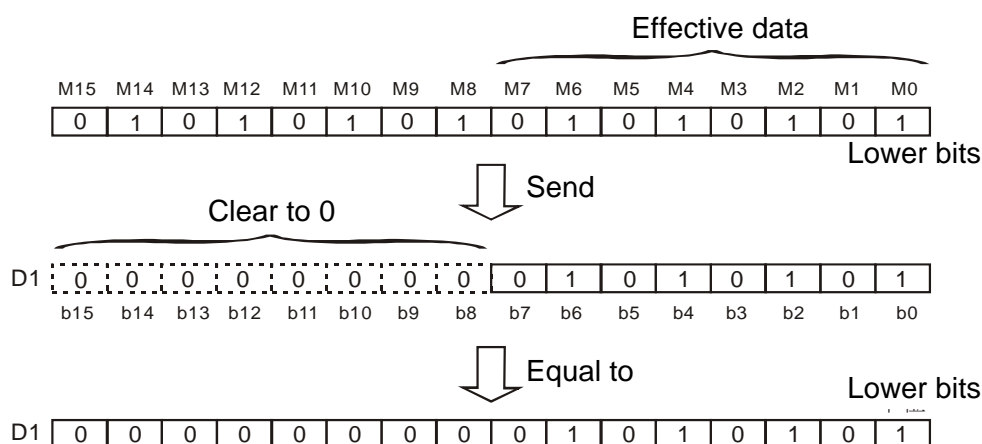 Effective data
M15 M14 M13 M12 M11 M10 M9 M8 M7 M6 M5 M4 M3 M2 M1 M0
0 1 0 1 0 1 0 1 0 1 0 1 0 1 0 1
Lower bits
Send
Clear to 0
D1 0 0 0 0 0 0 0 0 0 1 0 1 0 1 0 1
b15 b14 b13 b12 b11 b10 b9 b8 b7 b6 b5 b4 b3 b2 b1 b0
Equal to
Lower bits
D1 0 0 0 0 0 0 0 0 0 1 0 1 0 1 0 1